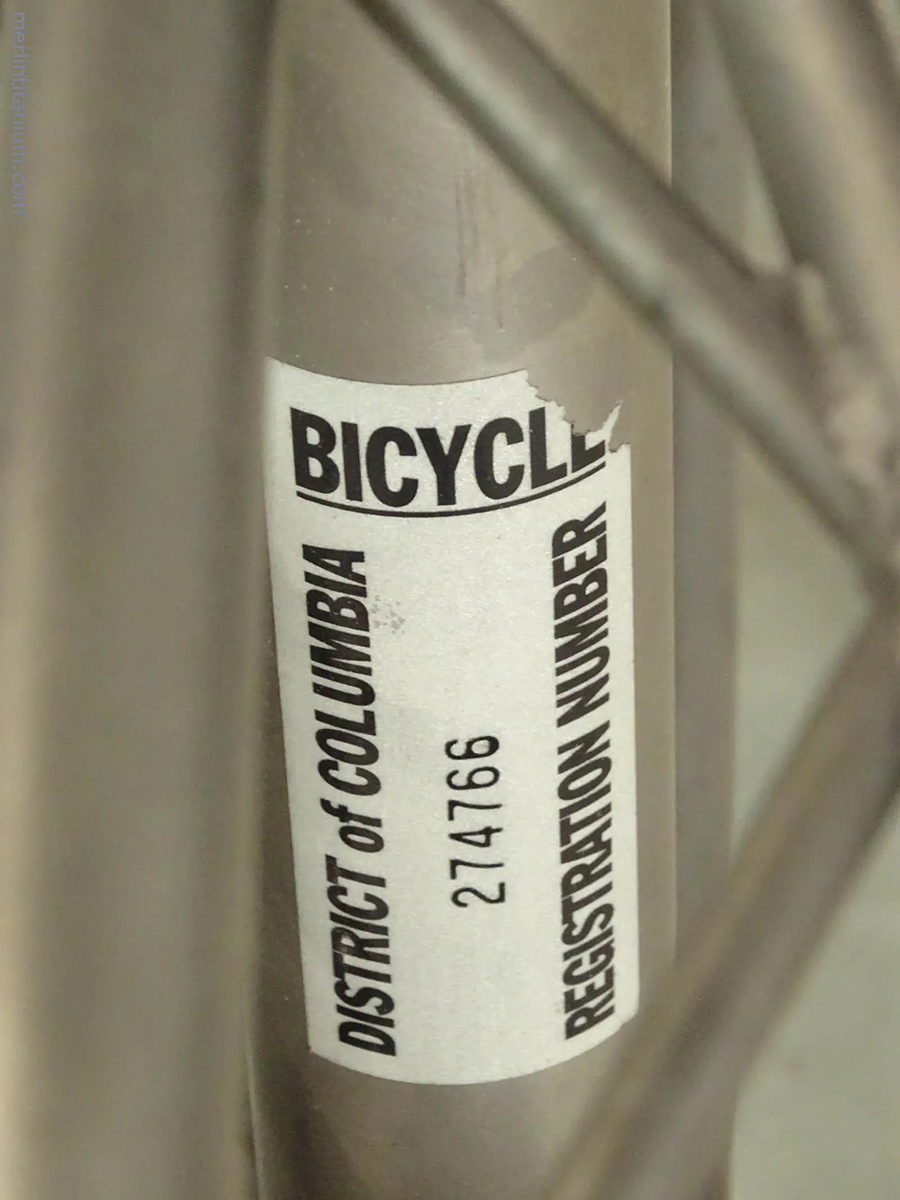 merlintitanium.com
BICYCLE
DISTRICT of COLUMBIA
274766
REGISTRATION NUMBER